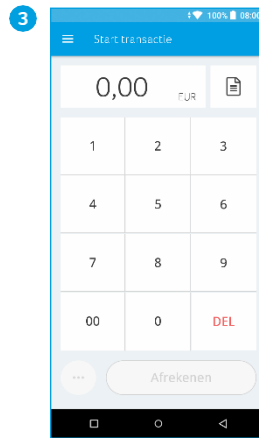 3
100% 08:00
Start transactie
0,00 EUR
1 2 3
4 5 6
7 8 9
00 0 DEL
... Afrekenen